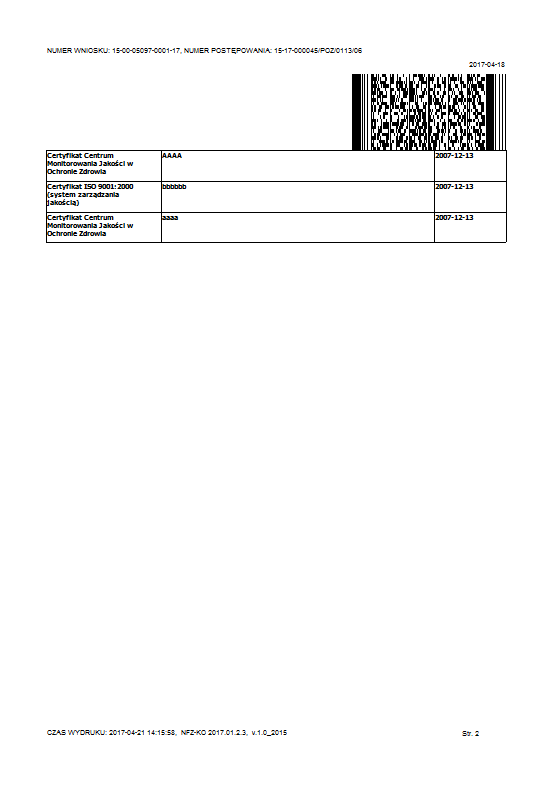 NUMER WNIOSKU: 15-00-05097-0001-17, NUMER POSTĘPOWANIA: 15-17-000045/POZ/0113/06
2017-04-18
Certyfikat Centrum
Monitorowania Jakości w
Ochronie Zdrowia
AAAA
2007-12-13
Certyfikat ISO 9001:2000
(system zarządzania
jakością)
bbbbbb
2007-12-13
Certyfikat Centrum
Monitorowania Jakości w
Ochronie Zdrowia
aaaa
2007-12-13
CZAS WYDRUKU: 2017-04-21 14:15:58, NFZ-KO 2017.01.2.3, v.1.0_2015
Str. 2